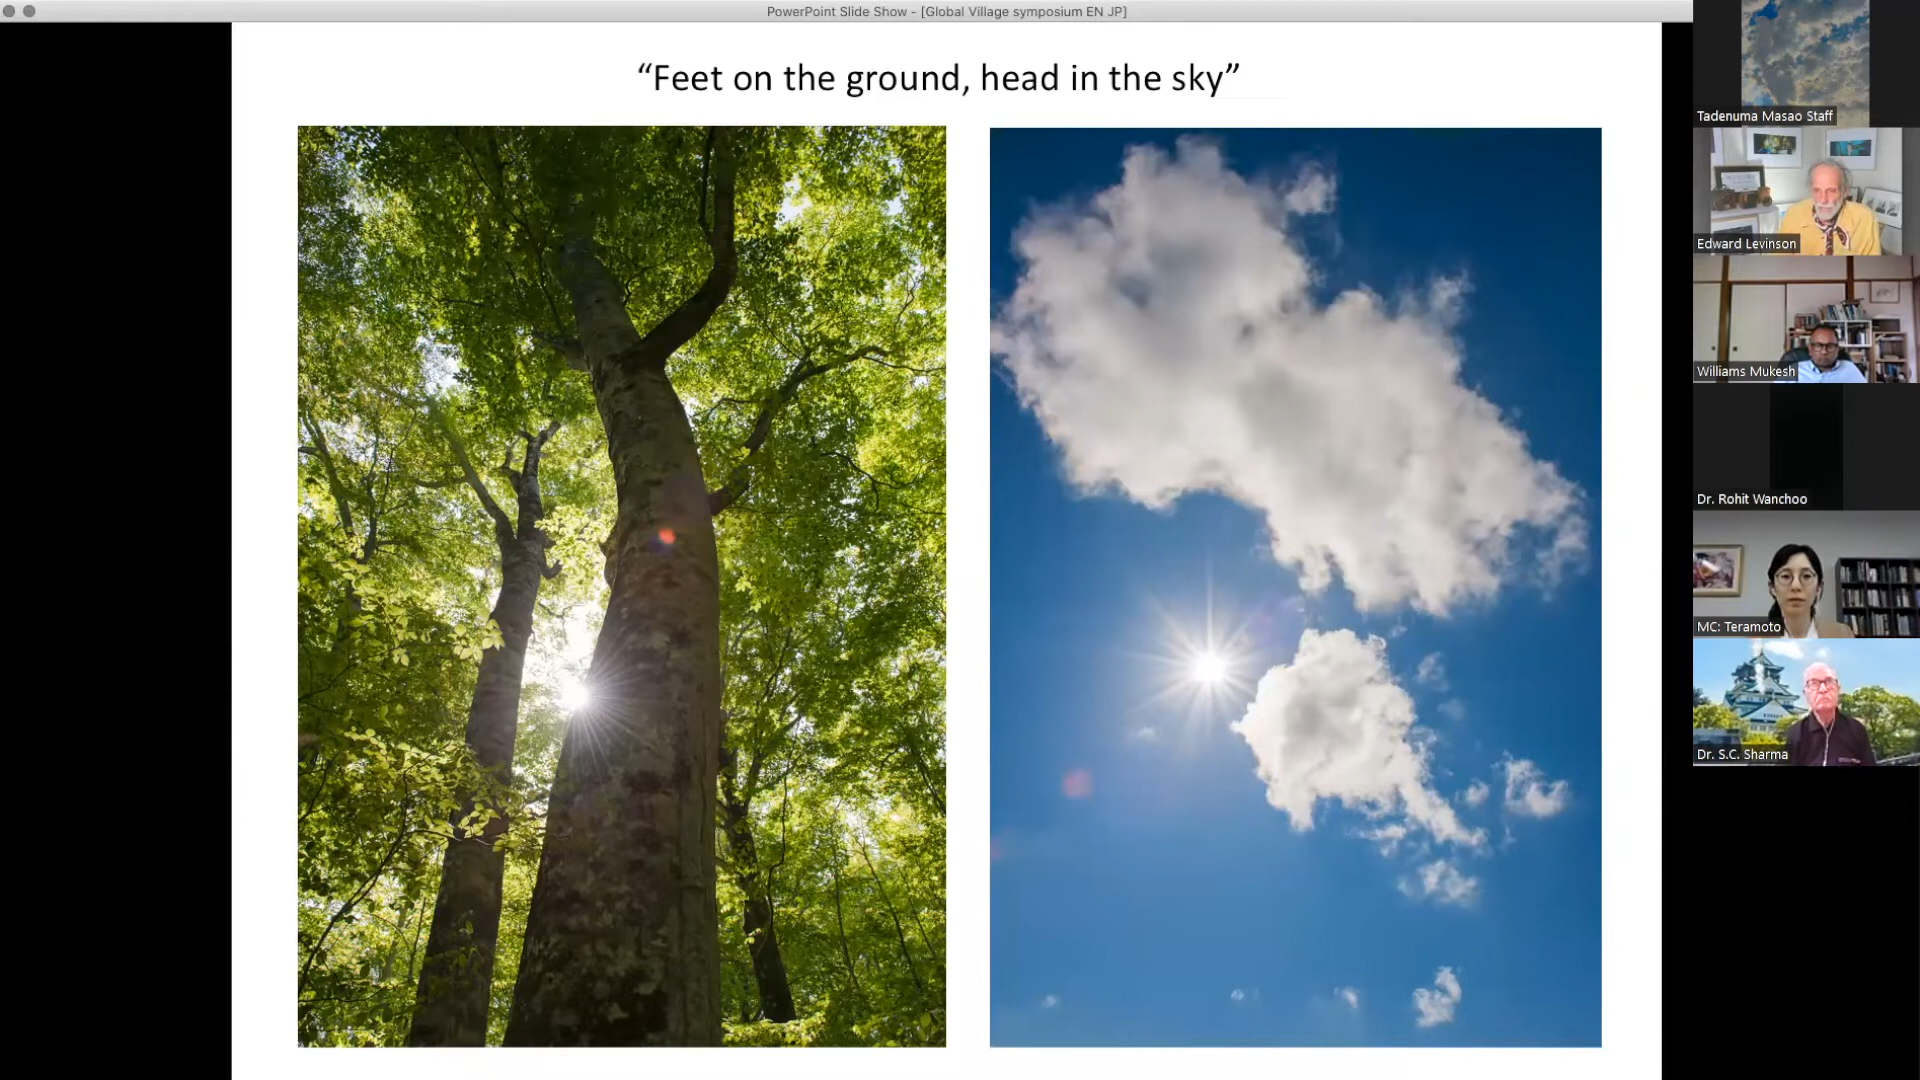 PowerPoint Slide Show - [Global Village symposium EN JP]
“Feet on the ground, head in the sky”
Tadenuma Masao Staff
Edward Levinson
Williams Mukesh
Dr. Rohit Wanchoo
MC: Teramoto
Dr. S.C. Sharma